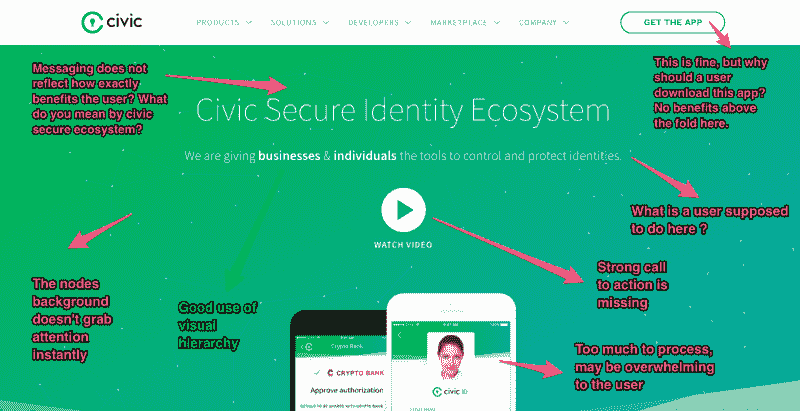 civic
PRODUCTS
SOLUTIONS
DEVELOPERS
MARKETPLACE
COMPANY
GET THE APP
Messaging does not
reflect how exactly
benefits the user? What
do you mean by civic
secure ecosystem?
This is fine, but why
should a user
download this app?
No benefits above
the fold here.
Civic Secure Identity Ecosystem
We are giving businesses & individuals the tools to control and protect identities.
What is a user supposed
to do here ?
WATCH VIDEO
Strong call
to action is
missing
The nodes
background
doesn't grab
attention
instantly
Good use of
visual
hierarchy
Too much to process,
may be overwhelming
to the user
Crypto Bank
CRYPTO BANK
Approve authorization
civic ID